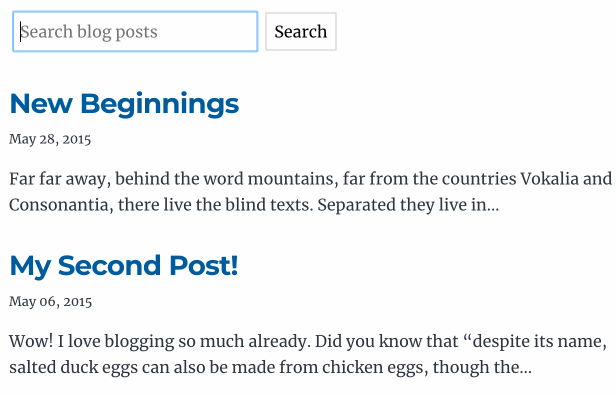 Search blog posts Search
New Beginnings
May 28, 2015
Far far away, behind the word mountains, far from the countries Vokalia and
Consonantia, there live the blind texts. Separated they live in…
My Second Post!
May 06, 2015
Wow! I love blogging so much already. Did you know that “despite its name,
salted duck eggs can also be made from chicken eggs, though the…